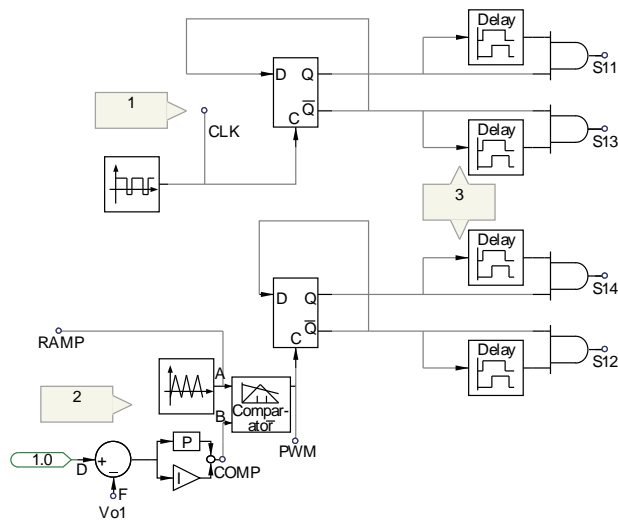 Delay
S11
D Q
Q
C
1
CLK
Delay
S13
3
Delay
S14
D Q
Q
C
RAMP
Delay
S12
A
2
B
Compar-
ator
PWM
P
1.0
D
+
−
I
COMP
F
Vo1